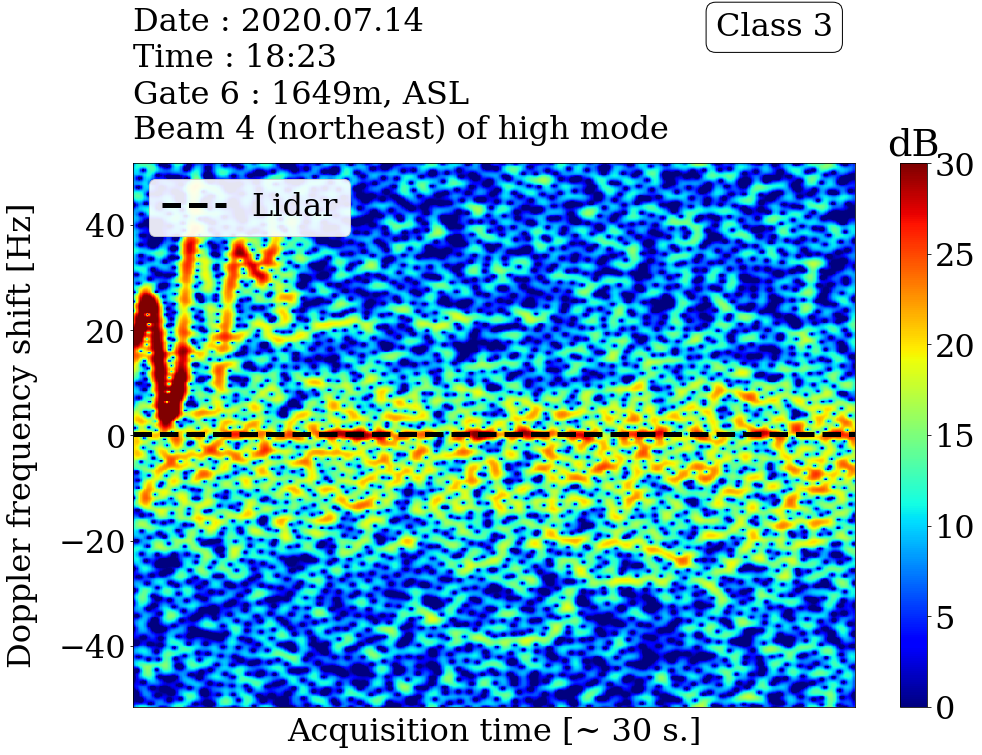 Date : 2020.07.14
Time : 18:23
Gate 6 : 1649m, ASL
Beam 4 (northeast) of high mode
Class 3
dB
Lidar
Doppler frequency shift [Hz]
40
20
0
−20
−40
30
25
20
15
10
5
0
Acquisition time [~ 30 s.]